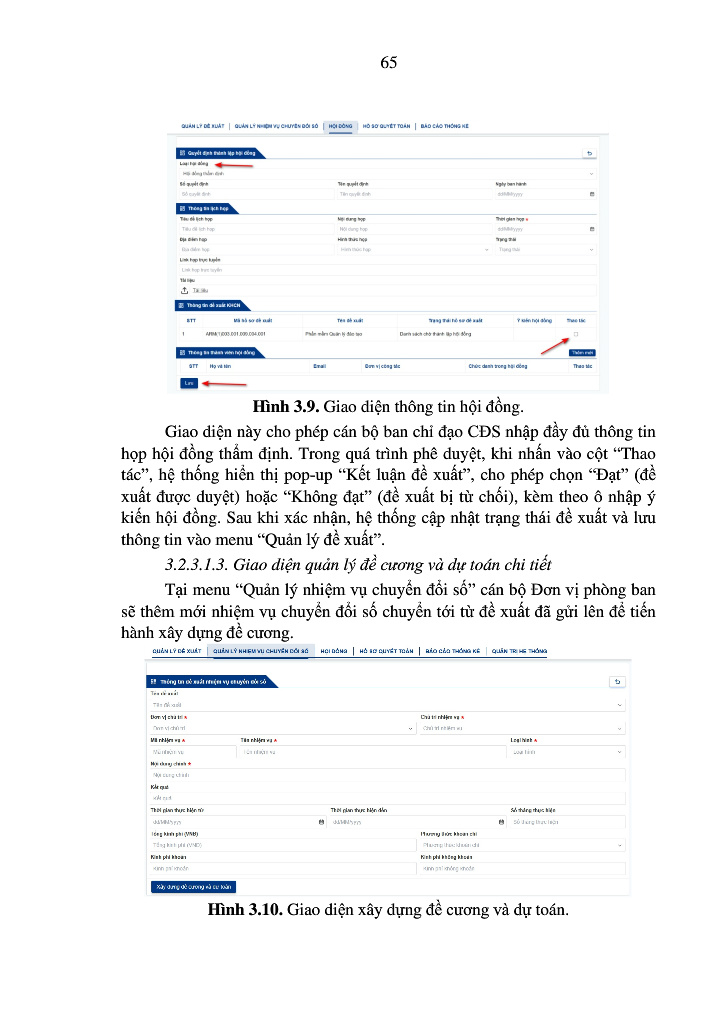 65
QUẢN LÝ ĐỀ XUẤT | QUẢN LÝ NHIỆM VỤ CHUYỂN ĐỔI SỐ | HỘI ĐỒNG | HỒ SƠ QUYẾT TOÁN | BÁO CÁO THỐNG KÊ
Quyết định thành lập hội đồng
Loại hội đồng
Hội đồng thẩm định
Số quyết định Tên quyết định Ngày ban hành
Số quyết định Tên quyết định dd/MM/yyyy
Thông tin lịch họp
Tiêu đề lịch họp Nội dung họp Thời gian họp *
Tiêu đề lịch họp Nội dung họp dd/MM/yyyy
Địa điểm họp Hình thức họp Trạng thái
Địa điểm họp Hình thức họp Trạng thái
Link họp trực tuyến
Link họp trực tuyến
Tài liệu
Tài liệu
Thông tin đề xuất KHCN
STT Mã hồ sơ đề xuất Tên đề xuất Trạng thái hồ sơ đề xuất Ý kiến hội đồng Thao tác
1 Phần mềm Quản lý đào tạo Danh sách chờ thành lập hội đồng
Thông tin thành viên hội đồng Thêm mới
STT Họ và tên Email Đơn vị công tác Chức danh trong hội đồng Thao tác
Lưu
Hình 3.9. Giao diện thông tin hội đồng.
Giao diện này cho phép cán bộ ban chỉ đạo CĐS nhập đầy đủ thông tin
họp hội đồng thẩm định. Trong quá trình phê duyệt, khi nhấn vào cột “Thao
tác”, hệ thống hiển thị pop-up “Kết luận đề xuất”, cho phép chọn “Đạt” (đề
xuất được duyệt) hoặc “Không đạt” (đề xuất bị từ chối), kèm theo ô nhập ý
kiến hội đồng. Sau khi xác nhận, hệ thống cập nhật trạng thái đề xuất và lưu
thông tin vào menu “Quản lý đề xuất”.
3.2.3.1.3. Giao diện quản lý đề cương và dự toán chi tiết
Tại menu “Quản lý nhiệm vụ chuyển đổi số” cán bộ Đơn vị phòng ban
sẽ thêm mới nhiệm vụ chuyển đổi số chuyển tới từ đề xuất đã gửi lên để tiến
hành xây dựng đề cương.
QUẢN LÝ ĐỀ XUẤT | QUẢN LÝ NHIỆM VỤ CHUYỂN ĐỔI SỐ | HỘI ĐỒNG | HỒ SƠ QUYẾT TOÁN | BÁO CÁO THỐNG KÊ | QUẢN TRỊ HỆ THỐNG
Thông tin đề xuất nhiệm vụ chuyển đổi số
Tên đề xuất
Tên đề xuất
Đơn vị chủ trì * Chủ trì nhiệm vụ *
Đơn vị chủ trì Chủ trì nhiệm vụ
Mã nhiệm vụ * Tên nhiệm vụ * Loại hình *
Mã nhiệm vụ Tên nhiệm vụ Loại hình
Nội dung chính *
Nội dung chính
Kết quả
Kết quả
Thời gian thực hiện từ Thời gian thực hiện đến Số tháng thực hiện
dd/MM/yyyy dd/MM/yyyy Số tháng thực hiện
Tổng kinh phí (VNĐ) Phương thức khoán chi
Tổng kinh phí (VNĐ) Phương thức khoán chi
Kinh phí khoán Kinh phí không khoán
Kinh phí khoán Kinh phí không khoán
Xây dựng đề cương và dự toán
Hình 3.10. Giao diện xây dựng đề cương và dự toán.